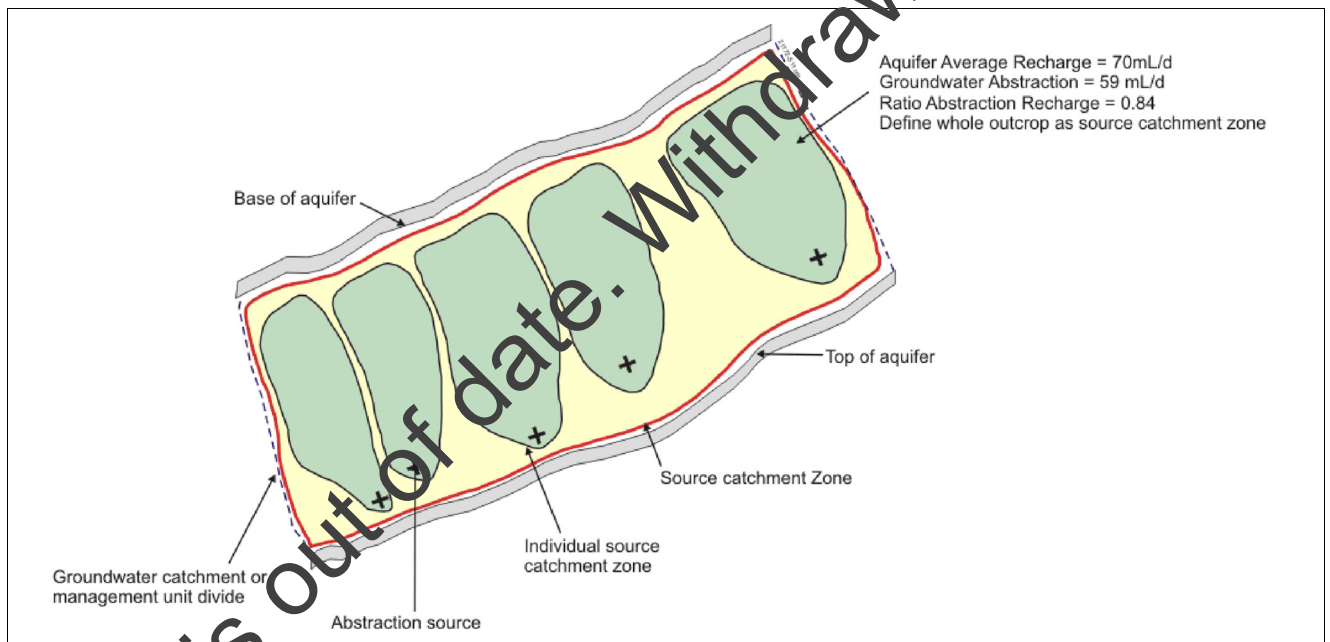 Aquifer Average Recharge = 70mL/d
Groundwater Abstraction = 59 mL/d
Ratio Abstraction Recharge = 0.84
Define whole outcrop as source catchment zone
Base of aquifer
Top of aquifer
Source catchment Zone
Individual source
catchment zone
Groundwater catchment or
management unit divide
Abstraction source
is out of date. Withdraw